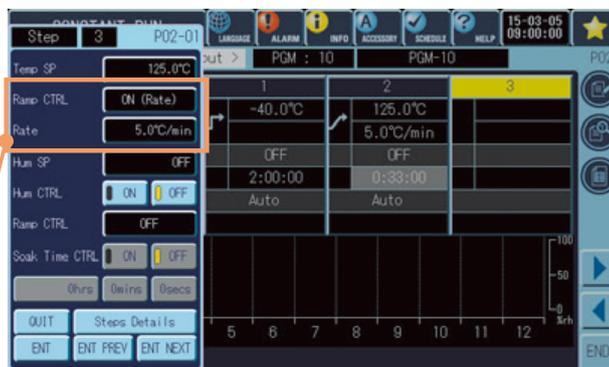 CONSTANT RUN
LANGUAGE ALARM INFO ACCESSORY SCHEDULE HELP 15-03-05 09:00:00
Step 3 P02-01
PGM : 10 PGM-10
Temp SP 125.0℃
Ramp CTRL ON (Rate)
Rate 5.0℃/min
Hum SP OFF
Hum CTRL ON OFF
Ramp CTRL OFF
Soak Time CTRL ON OFF
0hrs 0mins 0secs
QUIT Steps Details
ENT ENT PREV ENT NEXT
1 2 3
-40.0℃ 125.0℃
5.0℃/min
OFF OFF
2:00:00 0:33:00
Auto Auto
100
50
0
%rh
5 6 7 8 9 10 11 12
END